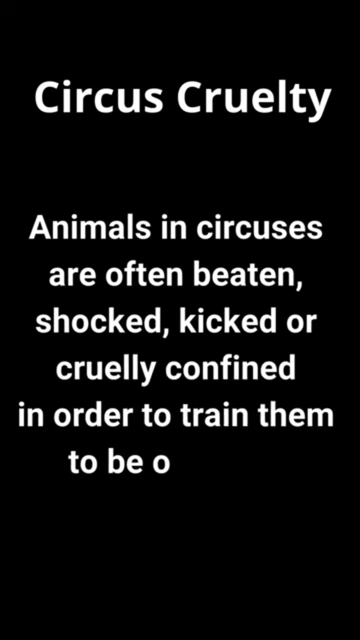 Circus Cruelty
Animals in circuses
are often beaten,
shocked, kicked or
cruelly confined
in order to train them
to be o